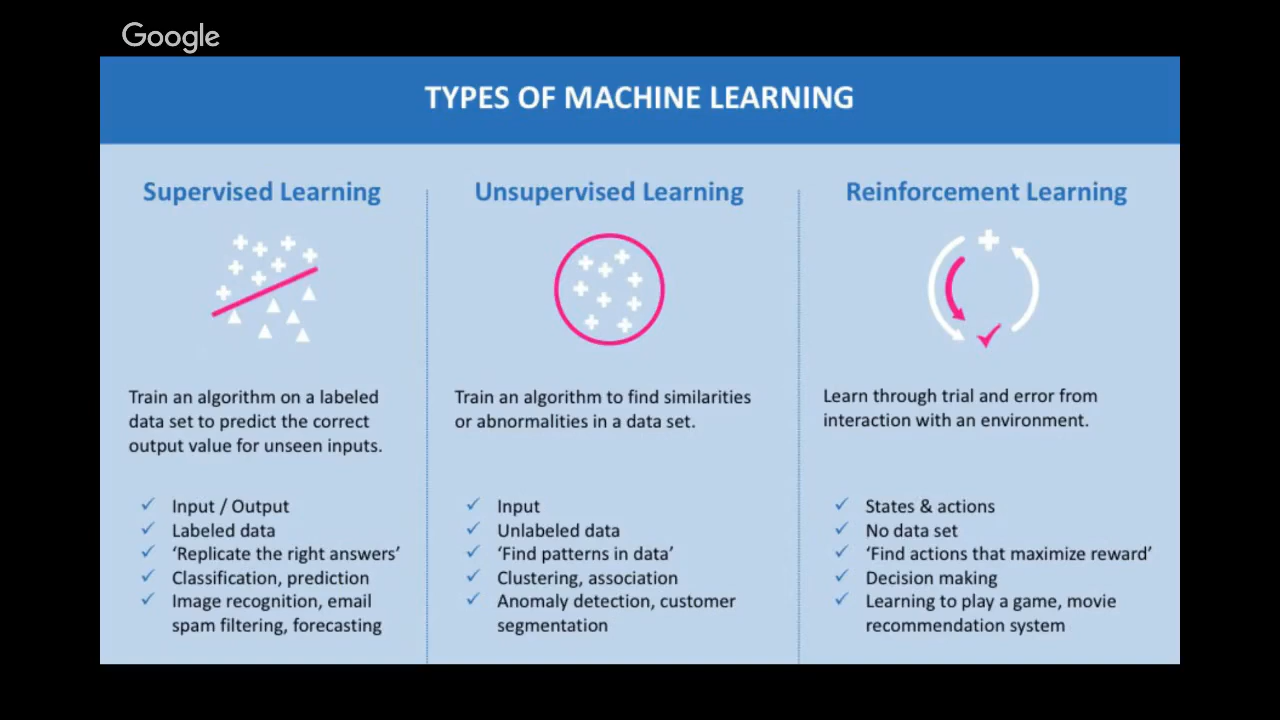 Google
TYPES OF MACHINE LEARNING
Supervised Learning
Train an algorithm on a labeled
data set to predict the correct
output value for unseen inputs.
Input / Output
Labeled data
‘Replicate the right answers’
Classification, prediction
Image recognition, email
spam filtering, forecasting
Unsupervised Learning
Train an algorithm to find similarities
or abnormalities in a data set.
Input
Unlabeled data
‘Find patterns in data’
Clustering, association
Anomaly detection, customer
segmentation
Reinforcement Learning
Learn through trial and error from
interaction with an environment.
States & actions
No data set
‘Find actions that maximize reward’
Decision making
Learning to play a game, movie
recommendation system